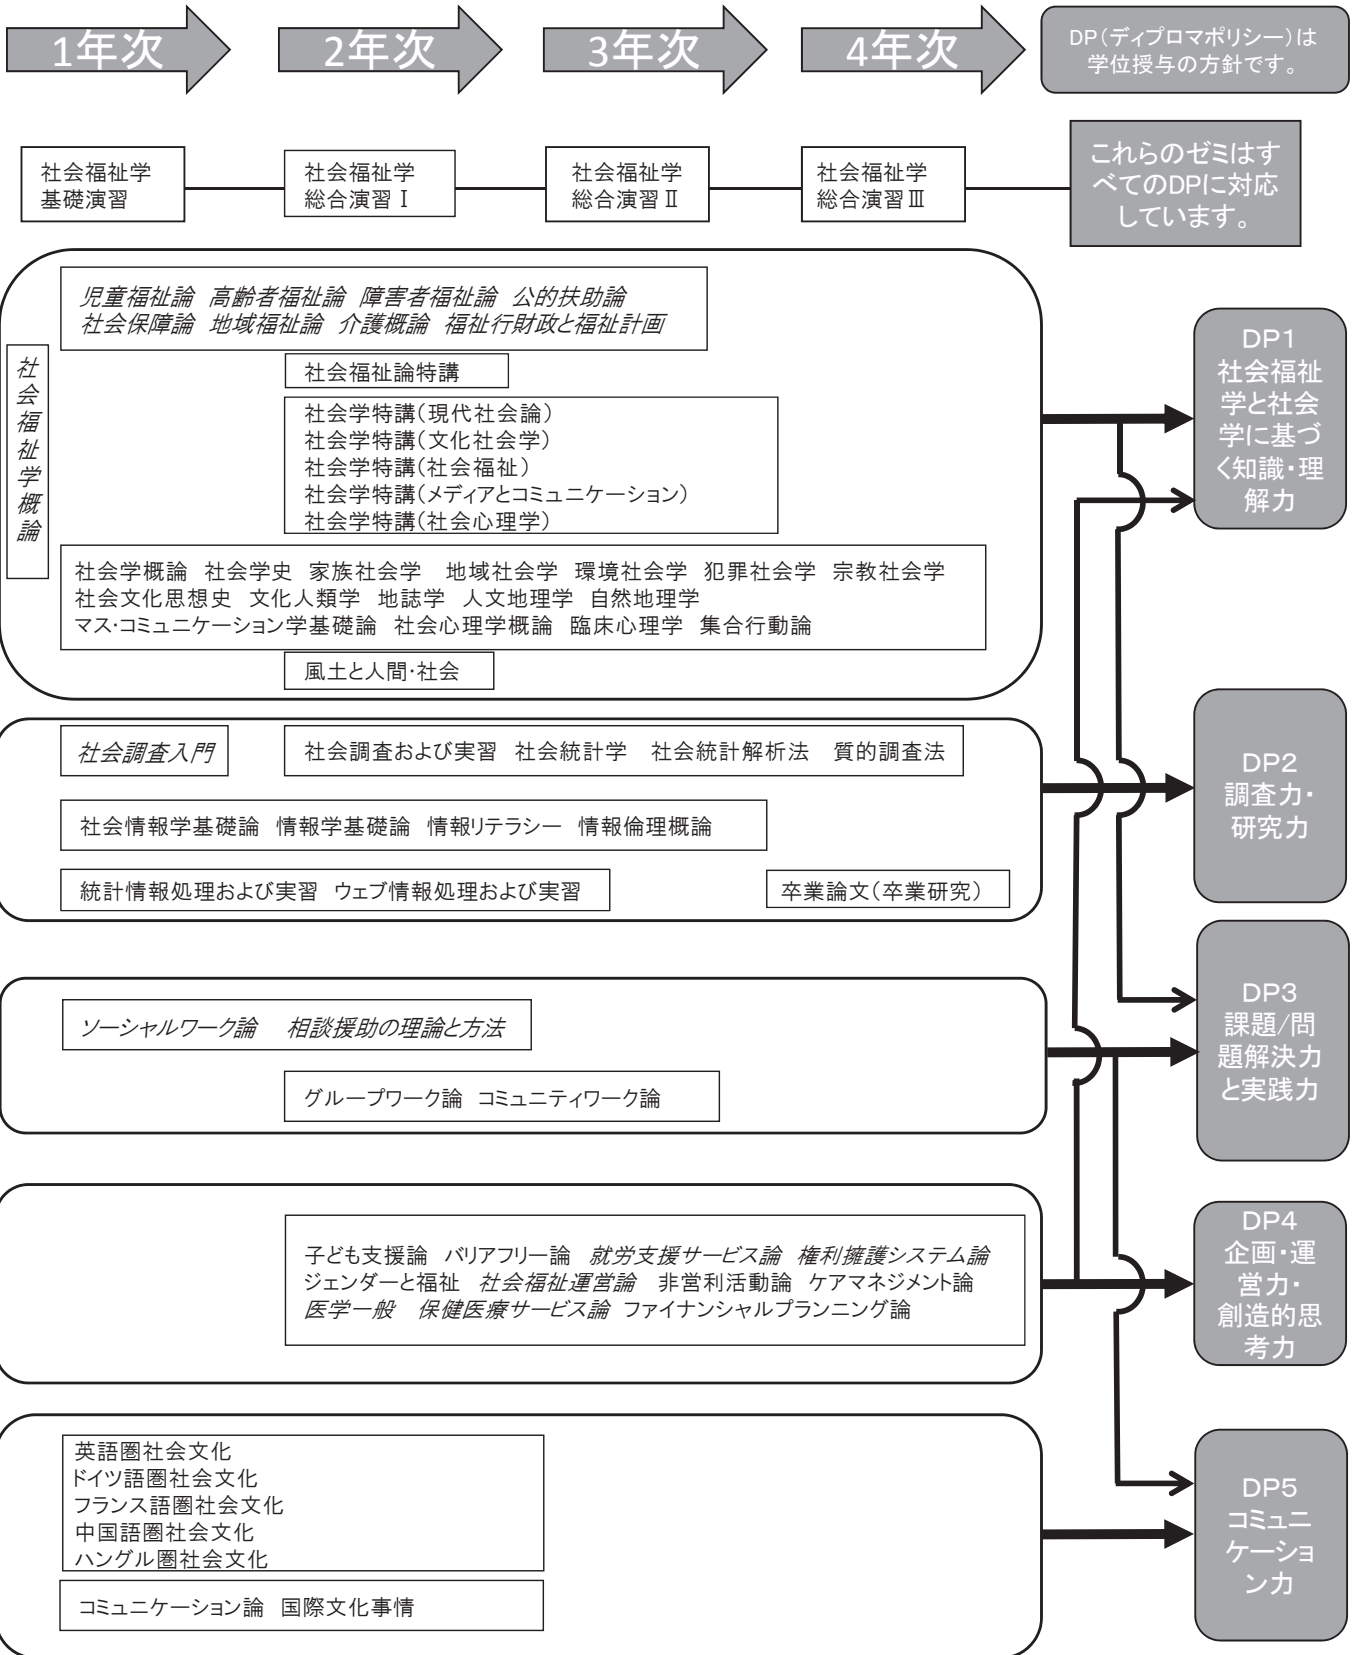 1年次
2年次
3年次
4年次
DP(ディプロマポリシー)は
学位授与の方針です。
社会福祉学
基礎演習
社会福祉学
総合演習Ⅰ
社会福祉学
総合演習Ⅱ
社会福祉学
総合演習Ⅲ
これらのゼミはす
べてのDPに対応
しています。
社会福祉学概論
児童福祉論 高齢者福祉論 障害者福祉論 公的扶助論
社会保障論 地域福祉論 介護概論 福祉行財政と福祉計画
社会福祉論特講
社会学特講(現代社会論)
社会学特講(文化社会学)
社会学特講(社会福祉)
社会学特講(メディアとコミュニケーション)
社会学特講(社会心理学)
社会学概論 社会学史 家族社会学 地域社会学 環境社会学 犯罪社会学 宗教社会学
社会文化思想史 文化人類学 地誌学 人文地理学 自然地理学
マス・コミュニケーション学基礎論 社会心理学概論 臨床心理学 集合行動論
風土と人間・社会
DP1
社会福祉
学と社会
学に基づ
く知識・理
解力
社会調査入門
社会調査および実習 社会統計学 社会統計解析法 質的調査法
社会情報学基礎論 情報学基礎論 情報リテラシー 情報倫理概論
統計情報処理および実習 ウェブ情報処理および実習
卒業論文(卒業研究)
DP2
調査力・
研究力
ソーシャルワーク論 相談援助の理論と方法
グループワーク論 コミュニティワーク論
DP3
課題/問
題解決力
と実践力
子ども支援論 バリアフリー論 就労支援サービス論 権利擁護システム論
ジェンダーと福祉 社会福祉運営論 非営利活動論 ケアマネジメント論
医学一般 保健医療サービス論 ファイナンシャルプランニング論
DP4
企画・運
営力・
創造的思
考力
英語圏社会文化
ドイツ語圏社会文化
フランス語圏社会文化
中国語圏社会文化
ハングル圏社会文化
コミュニケーション論 国際文化事情
DP5
コミュニ
ケーショ
ン力